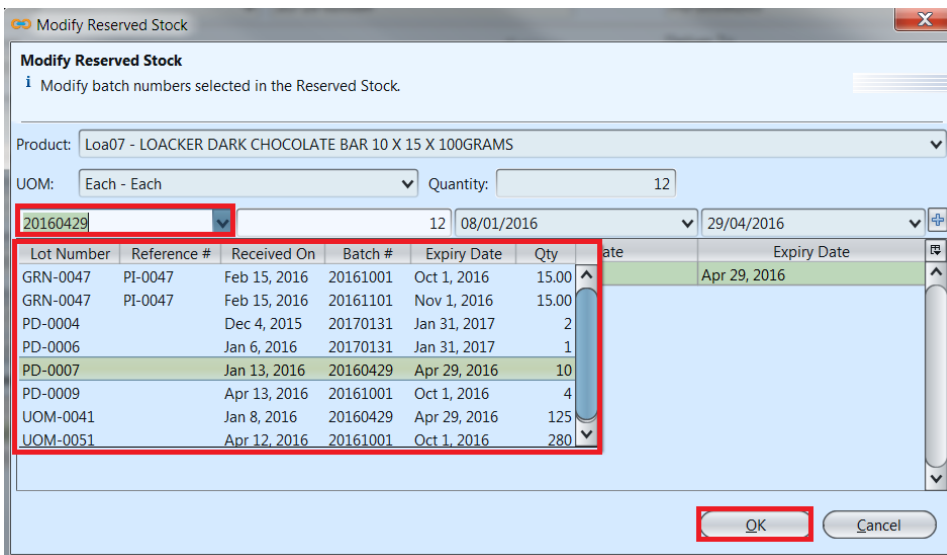 Modify Reserved Stock
Modify Reserved Stock
i Modify batch numbers selected in the Reserved Stock.
Product: Loa07 - LOACKER DARK CHOCOLATE BAR 10 X 15 X 100GRAMS
UOM: Each - Each Quantity: 12
20160429 12 08/01/2016 29/04/2016
Lot Number Reference # Received On Batch # Expiry Date Qty ate Expiry Date
GRN-0047 PI-0047 Feb 15, 2016 20161001 Oct 1, 2016 15.00 Apr 29, 2016
GRN-0047 PI-0047 Feb 15, 2016 20161101 Nov 1, 2016 15.00
PD-0004 Dec 4, 2015 20170131 Jan 31, 2017 2
PD-0006 Jan 6, 2016 20170131 Jan 31, 2017 1
PD-0007 Jan 13, 2016 20160429 Apr 29, 2016 10
PD-0009 Apr 13, 2016 20161001 Oct 1, 2016 4
UOM-0041 Jan 8, 2016 20160429 Apr 29, 2016 125
UOM-0051 Apr 12, 2016 20161001 Oct 1, 2016 280
OK Cancel